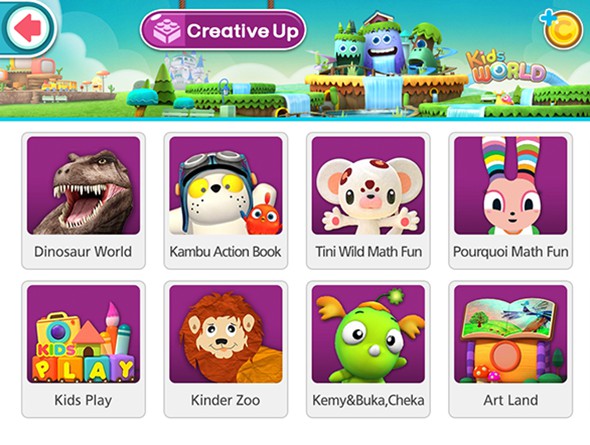 Creative Up
Kids
WORLD
Dinosaur World
Kambu Action Book
Tini Wild Math Fun
Pourquoi Math Fun
KIDS
PLAY
Kids Play
Kinder Zoo
Kemy&Buka,Cheka
Art Land